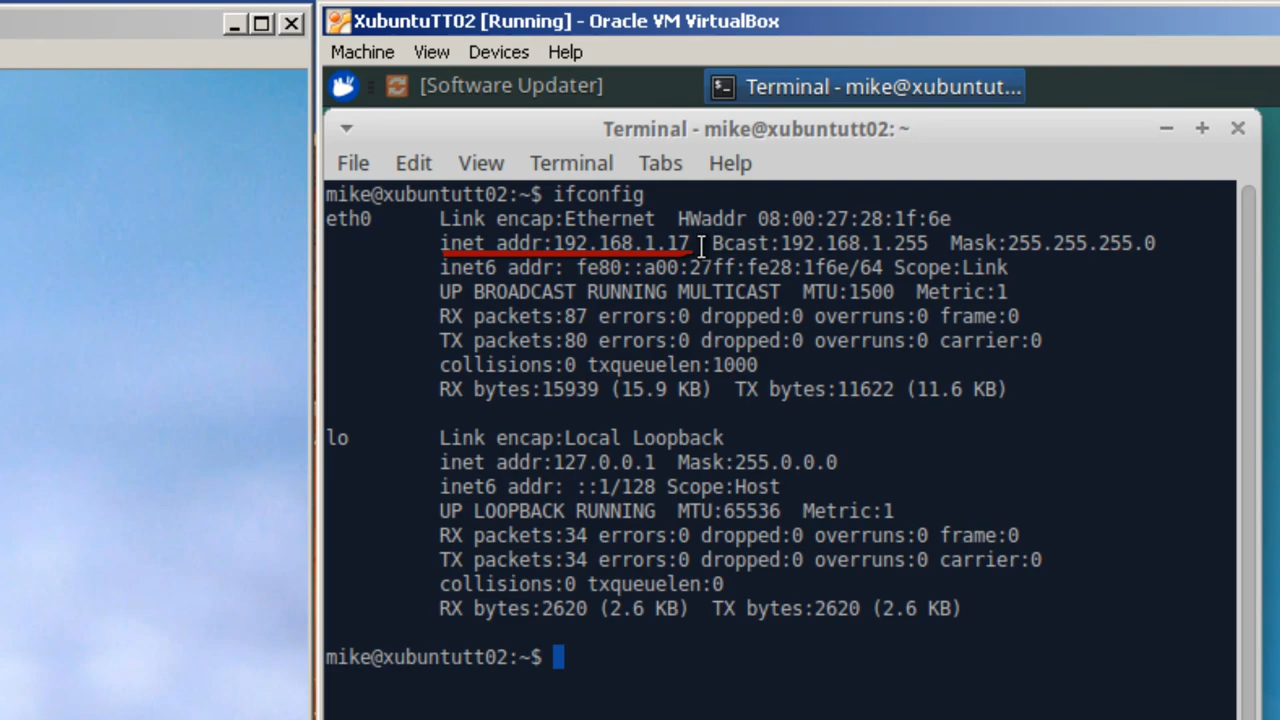 XubuntuTT02 [Running] - Oracle VM VirtualBox
Machine View Devices Help
[Software Updater] Terminal - mike@xubuntut...
Terminal - mike@xubuntutt02: ~
File Edit View Terminal Tabs Help
mike@xubuntutt02:~$ ifconfig
eth0 Link encap:Ethernet HWaddr 08:00:27:28:1f:6e
inet addr:192.168.1.17 Bcast:192.168.1.255 Mask:255.255.255.0
inet6 addr: fe80::a00:27ff:fe28:1f6e/64 Scope:Link
UP BROADCAST RUNNING MULTICAST MTU:1500 Metric:1
RX packets:87 errors:0 dropped:0 overruns:0 frame:0
TX packets:80 errors:0 dropped:0 overruns:0 carrier:0
collisions:0 txqueuelen:1000
RX bytes:15939 (15.9 KB) TX bytes:11622 (11.6 KB)
lo Link encap:Local Loopback
inet addr:127.0.0.1 Mask:255.0.0.0
inet6 addr: ::1/128 Scope:Host
UP LOOPBACK RUNNING MTU:65536 Metric:1
RX packets:34 errors:0 dropped:0 overruns:0 frame:0
TX packets:34 errors:0 dropped:0 overruns:0 carrier:0
collisions:0 txqueuelen:0
RX bytes:2620 (2.6 KB) TX bytes:2620 (2.6 KB)
mike@xubuntutt02:~$